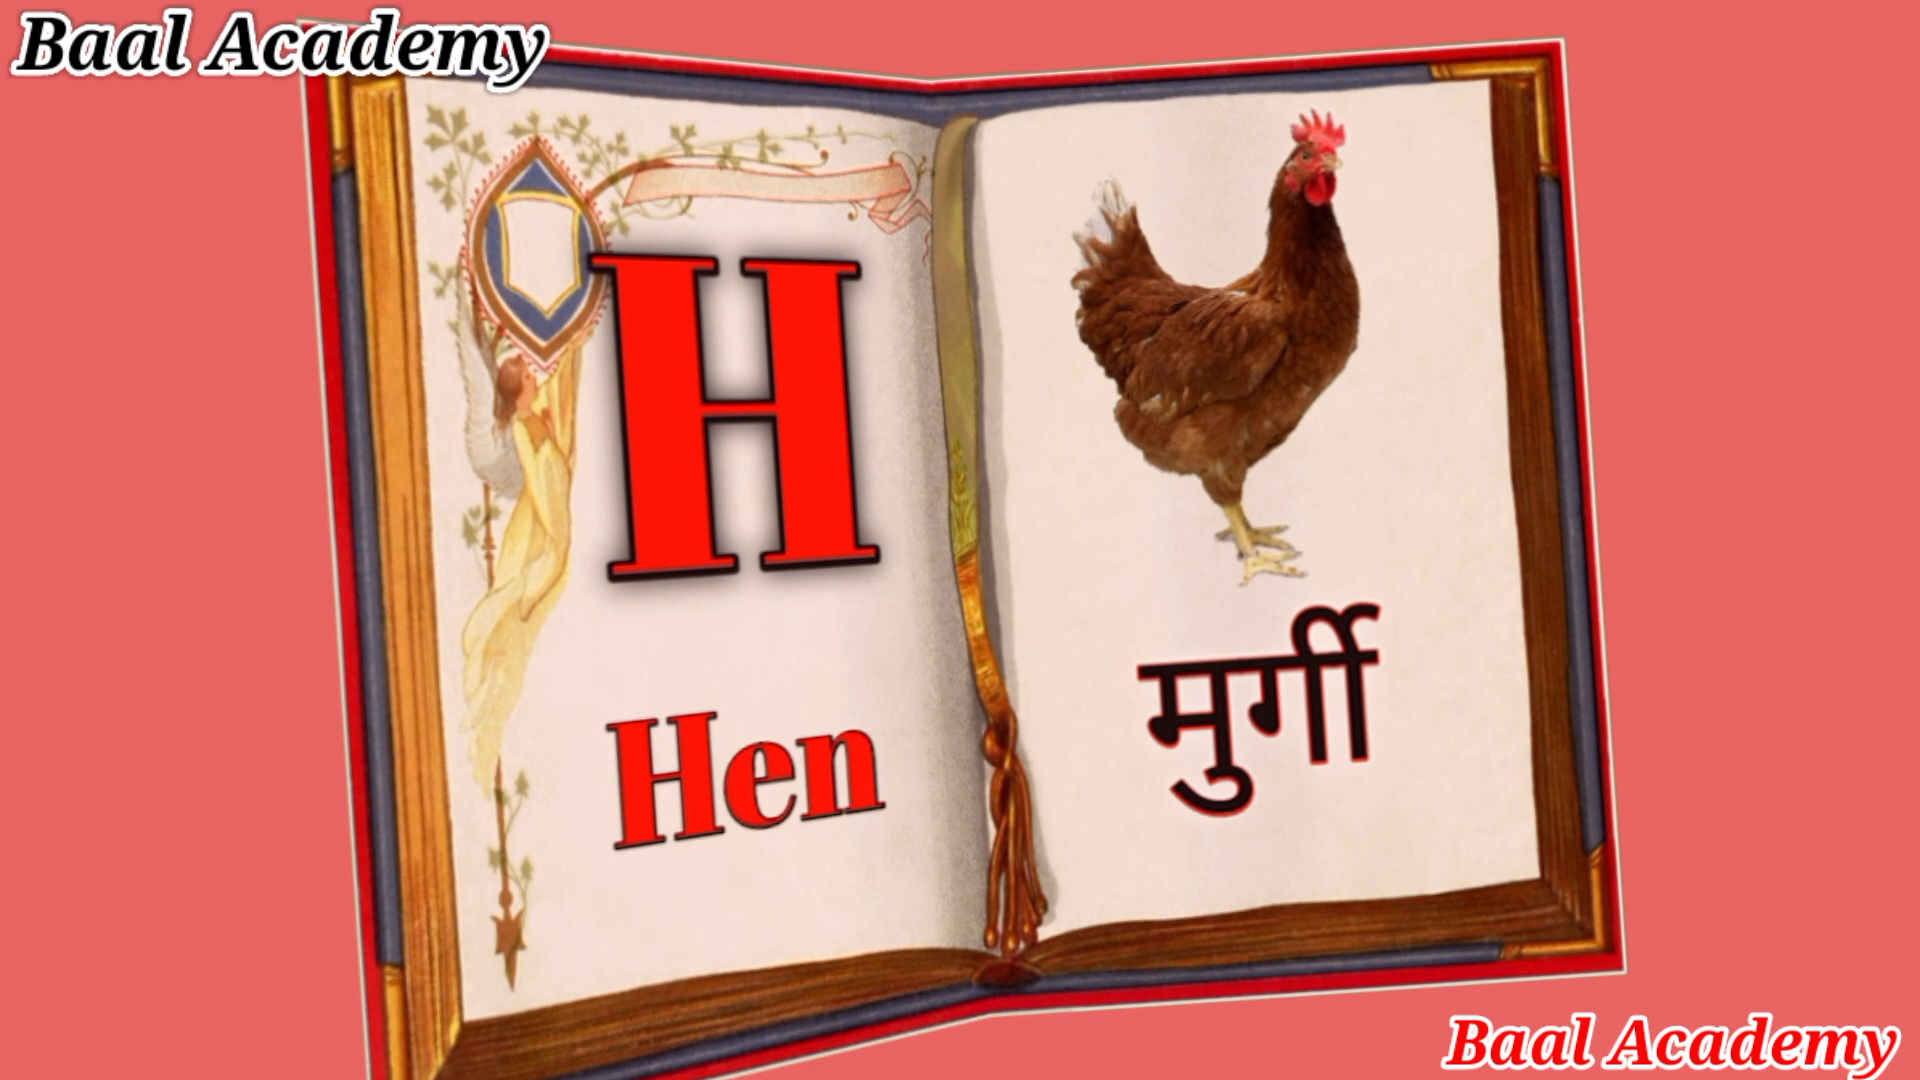 Baal Academy
H
Hen
मुर्गी
Baal Academy